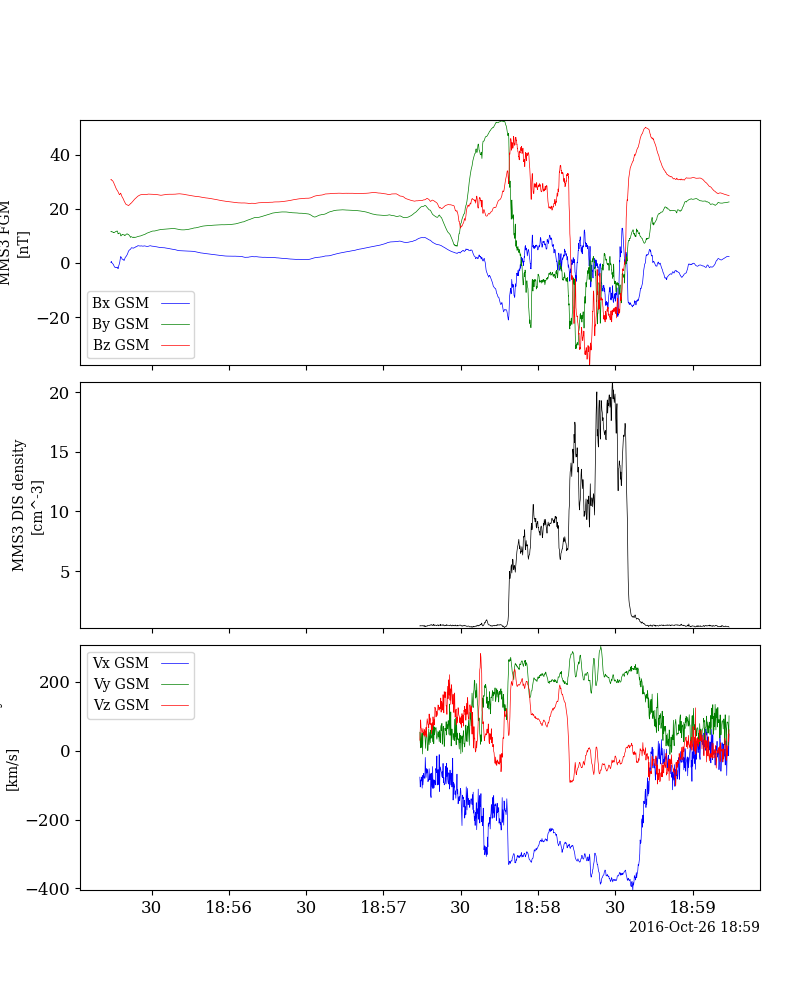 40
20
0
−20
MMS3 FGM
[nT]
Bx GSM
By GSM
Bz GSM
20
15
10
5
MMS3 DIS density
[cm^-3]
200
0
−200
−400
[km/s]
Vx GSM
Vy GSM
Vz GSM
30 18:56 30 18:57 30 18:58 30 18:59
2016-Oct-26 18:59